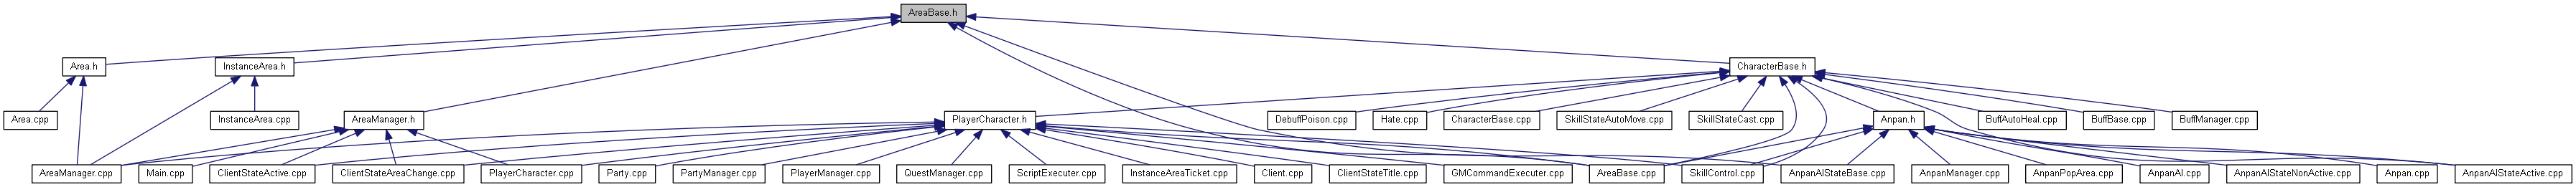 AreaBase.h
Area.h
InstanceArea.h
CharacterBase.h
Area.cpp
InstanceArea.cpp
AreaManager.h
PlayerCharacter.h
DebuffPoison.cpp
Hate.cpp
CharacterBase.cpp
SkillStateAutoMove.cpp
SkillStateCast.cpp
Anpan.h
BuffAutoHeal.cpp
BuffBase.cpp
BuffManager.cpp
AreaManager.cpp
Main.cpp
ClientStateActive.cpp
ClientStateAreaChange.cpp
PlayerCharacter.cpp
Party.cpp
PartyManager.cpp
PlayerManager.cpp
QuestManager.cpp
ScriptExecuter.cpp
InstanceAreaTicket.cpp
Client.cpp
ClientStateTitle.cpp
GMCommandExecuter.cpp
AreaBase.cpp
SkillControl.cpp
AnpanAIStateBase.cpp
AnpanManager.cpp
AnpanPopArea.cpp
AnpanAI.cpp
AnpanAIStateNonActive.cpp
Anpan.cpp
AnpanAIStateActive.cpp